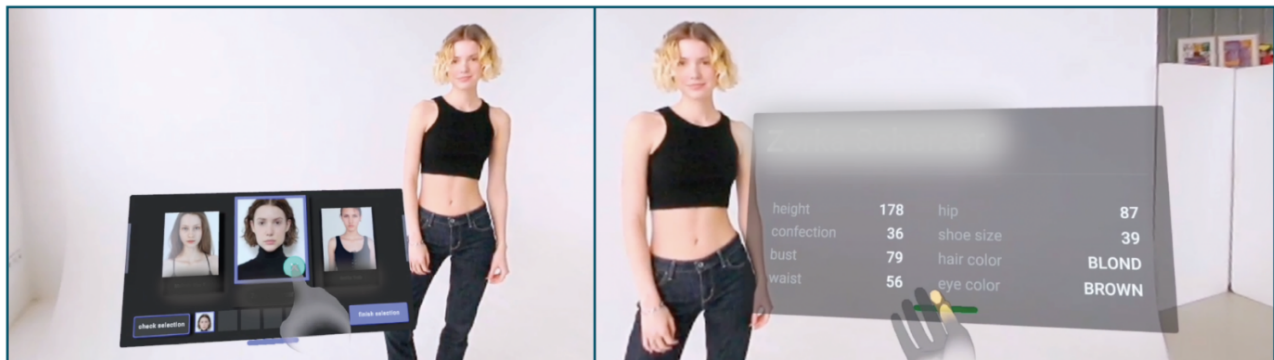 check selection
finish selection
height 178
confection 36
bust 79
waist 56
hip 87
shoe size 39
hair color BLOND
eye color BROWN